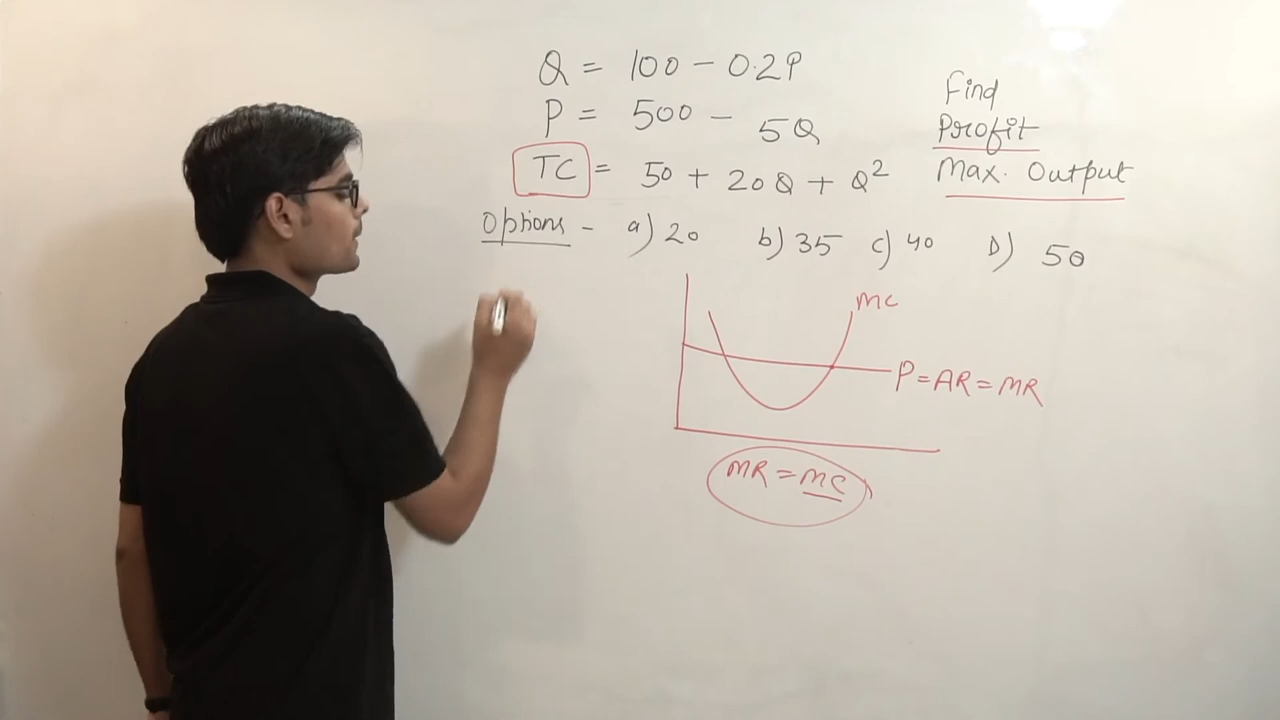 Q = 100 - 0.2P
P = 500 - 5Q
TC = 50 + 20Q + Q²
Find
Profit
Max. Output
Options - a) 20 b) 35 c) 40 D) 50
MC
P = AR = MR
MR = MC